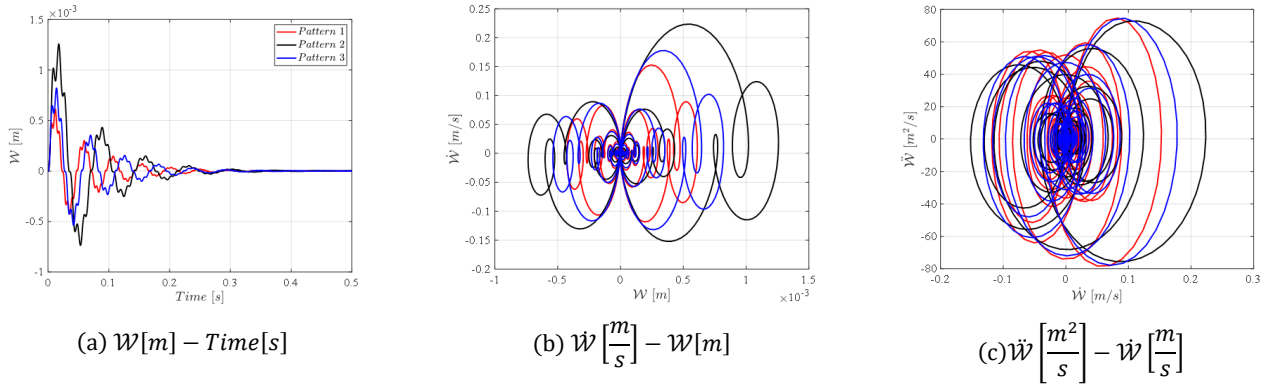 ×10⁻³
1.5
1
0.5
0
-0.5
-1
𝒲 [m]
0 0.1 0.2 0.3 0.4 0.5
Time [s]
Pattern 1
Pattern 2
Pattern 3
(a) 𝒲[m] − Time[s]
0.25
0.2
0.15
0.1
0.05
0
-0.05
-0.1
-0.15
0.2
𝒲̇ [m/s]
-1 -0.5 0 0.5 1 1.5
×10⁻³
𝒲 [m]
(b) 𝒲̇ [m/s] − 𝒲[m]
80
60
40
20
0
-20
-40
-60
-80
𝒲̈ [m²/s]
-0.2 -0.1 0 0.1 0.2 0.3
𝒲̇ [m/s]
(c) 𝒲̈ [m²/s] − 𝒲̇ [m/s]